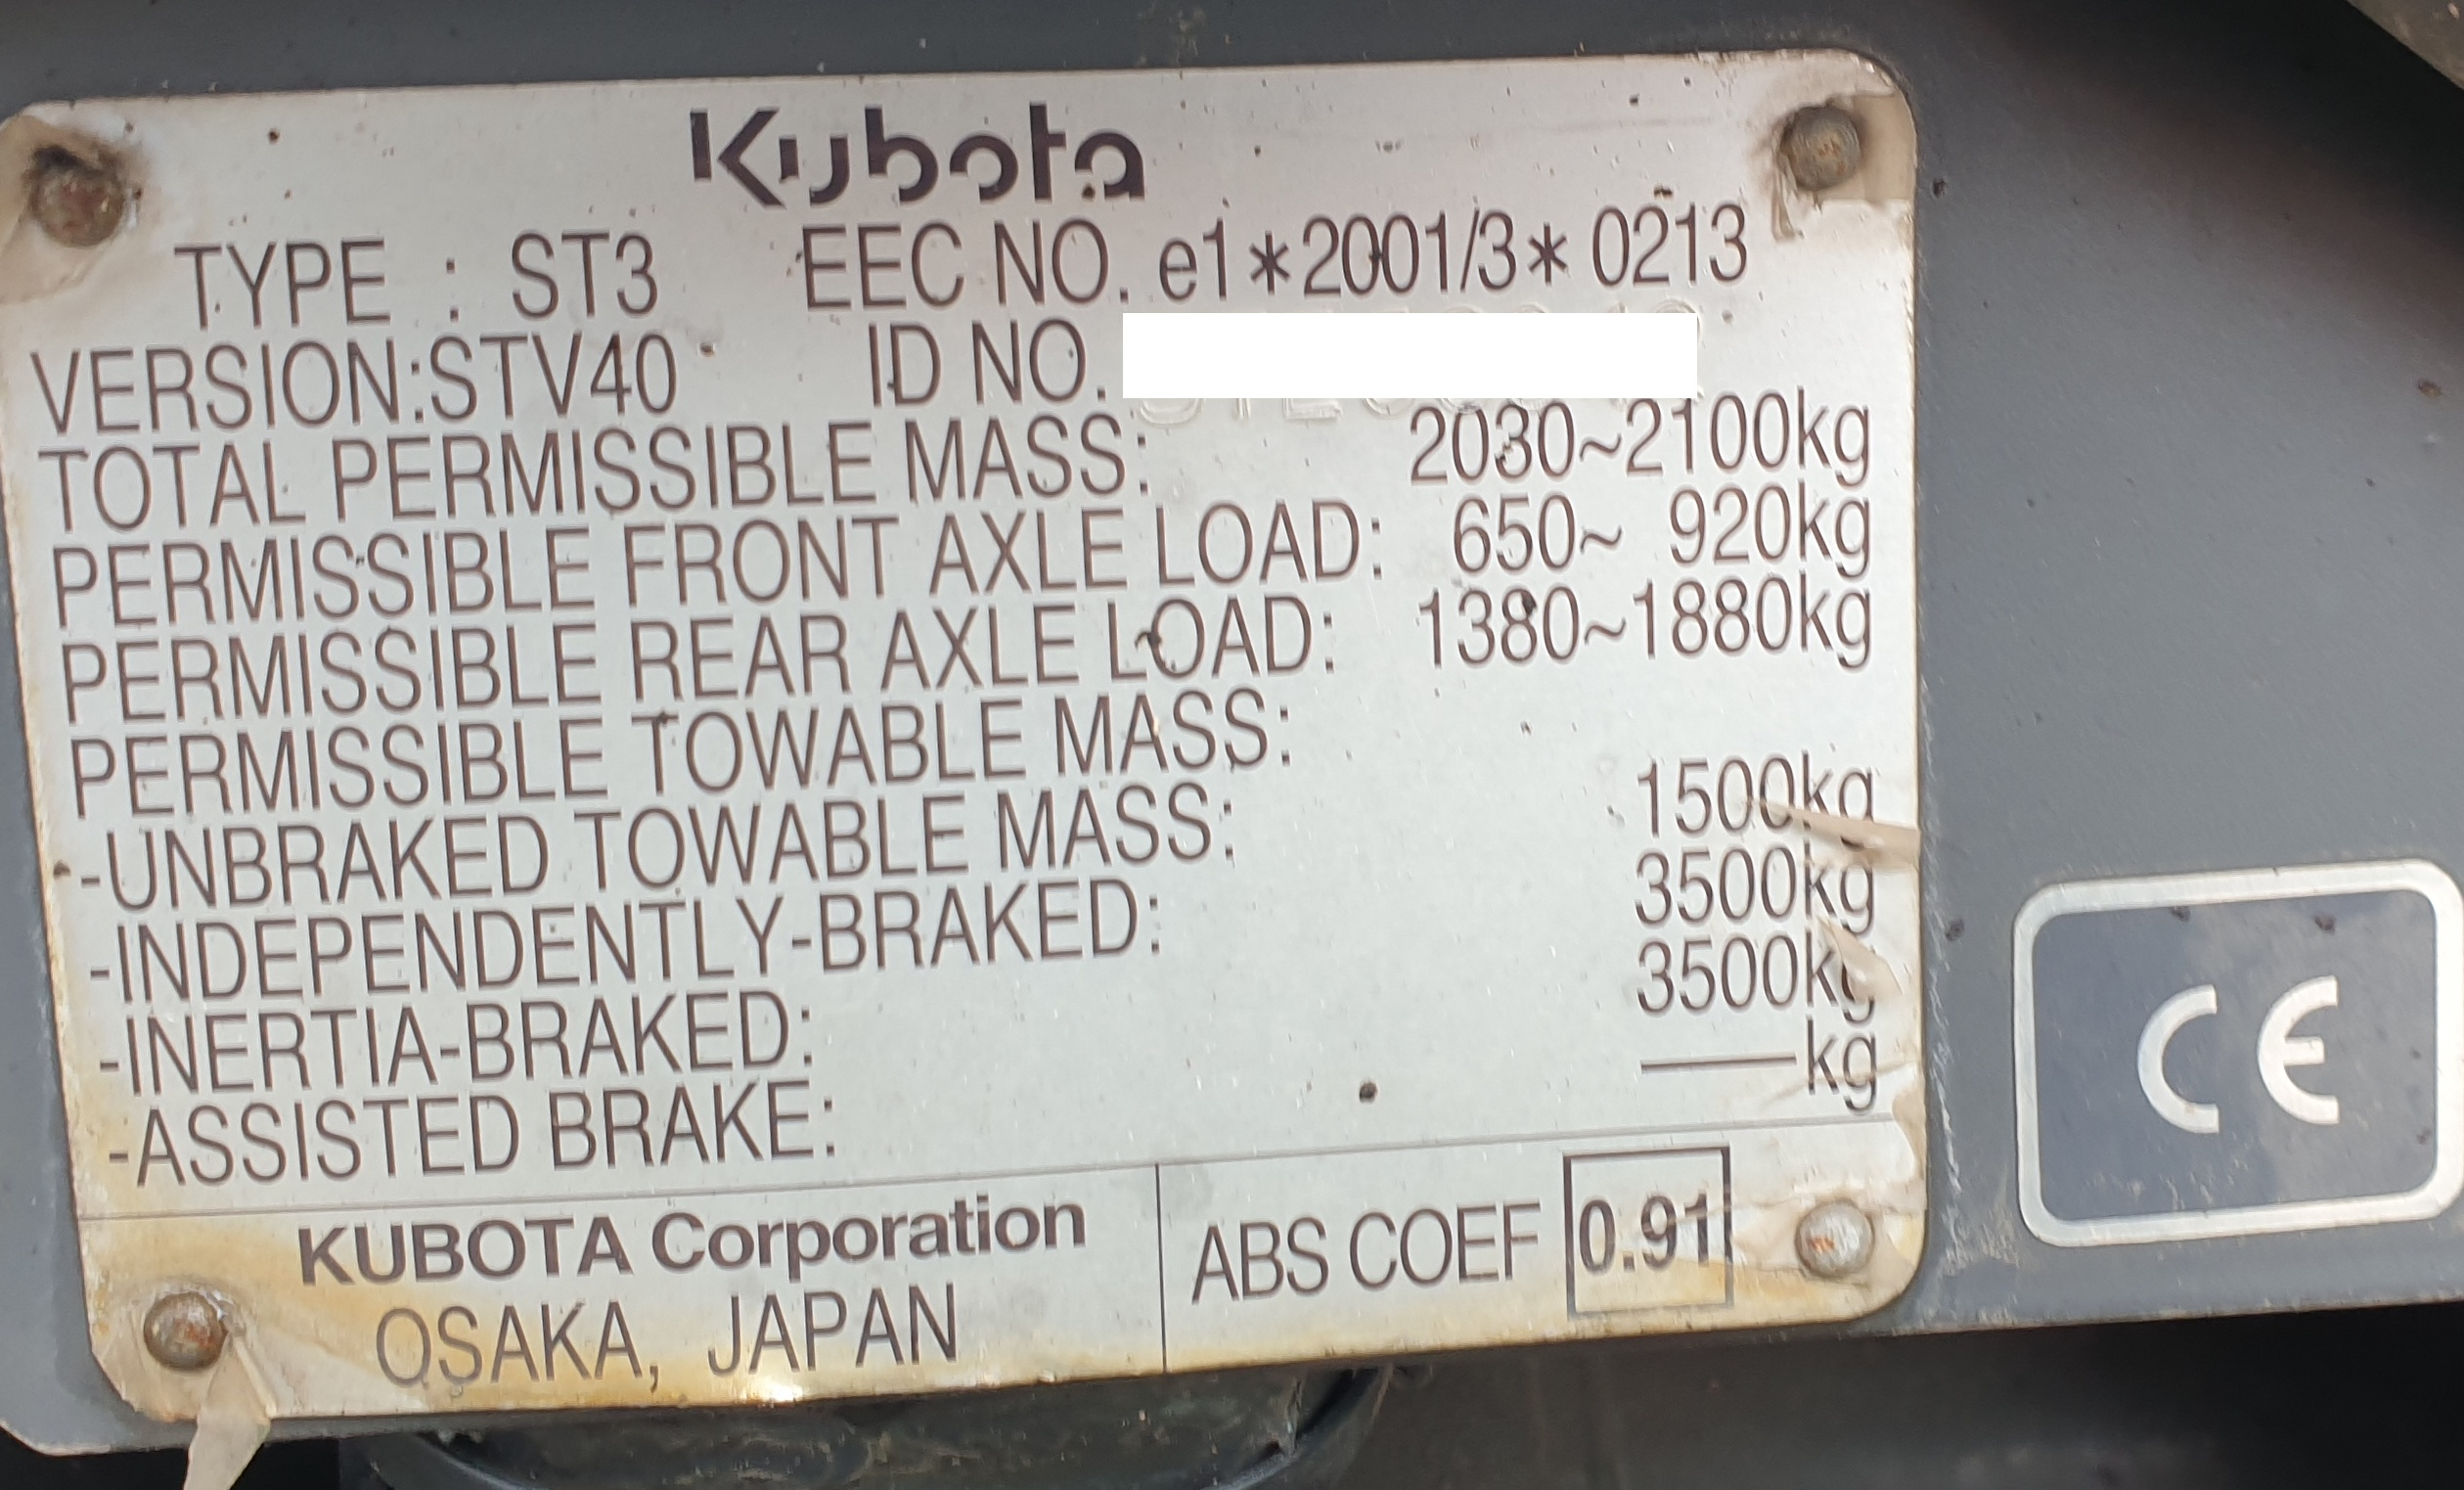 Kubota
TYPE : ST3 EEC NO. e1*2001/3* 0213
VERSION:STV40 ID NO.
TOTAL PERMISSIBLE MASS: 2030~2100kg
PERMISSIBLE FRONT AXLE LOAD: 650~ 920kg
PERMISSIBLE REAR AXLE LOAD: 1380~1880kg
PERMISSIBLE TOWABLE MASS:
-UNBRAKED TOWABLE MASS: 1500kg
-INDEPENDENTLY-BRAKED: 3500kg
-INERTIA-BRAKED: 3500kg
-ASSISTED BRAKE: —kg
KUBOTA Corporation
OSAKA, JAPAN
ABS COEF 0.91
CE